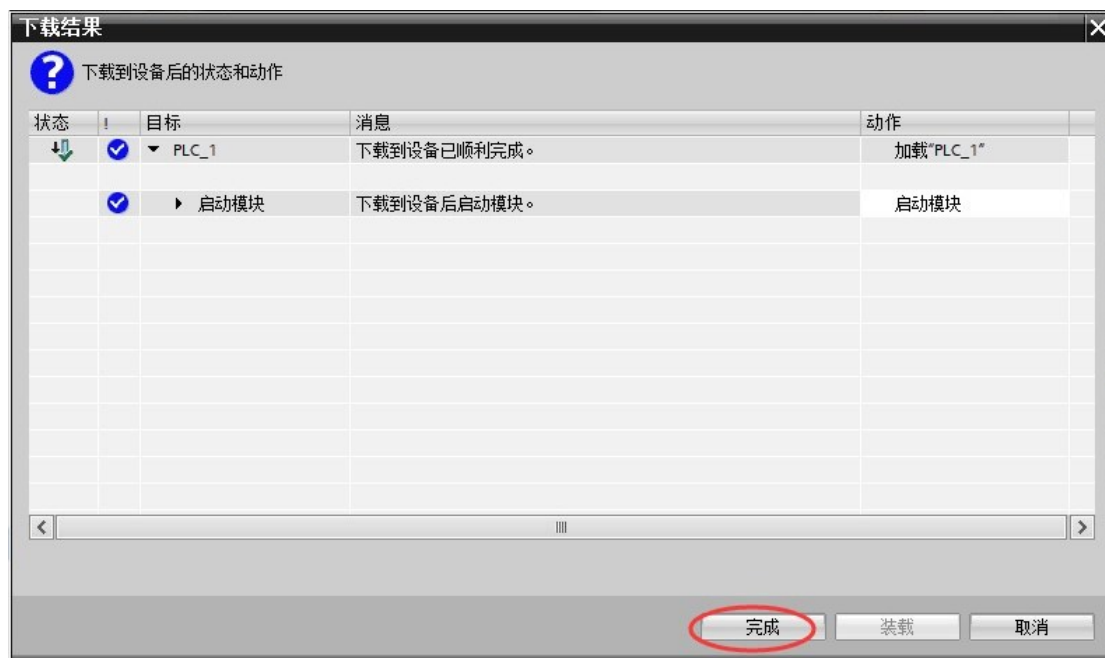 下载结果
下载到设备后的状态和动作
状态 ! 目标 消息 动作
PLC_1 下载到设备已顺利完成。 加载"PLC_1"
启动模块 下载到设备后启动模块。 启动模块
完成 装载 取消